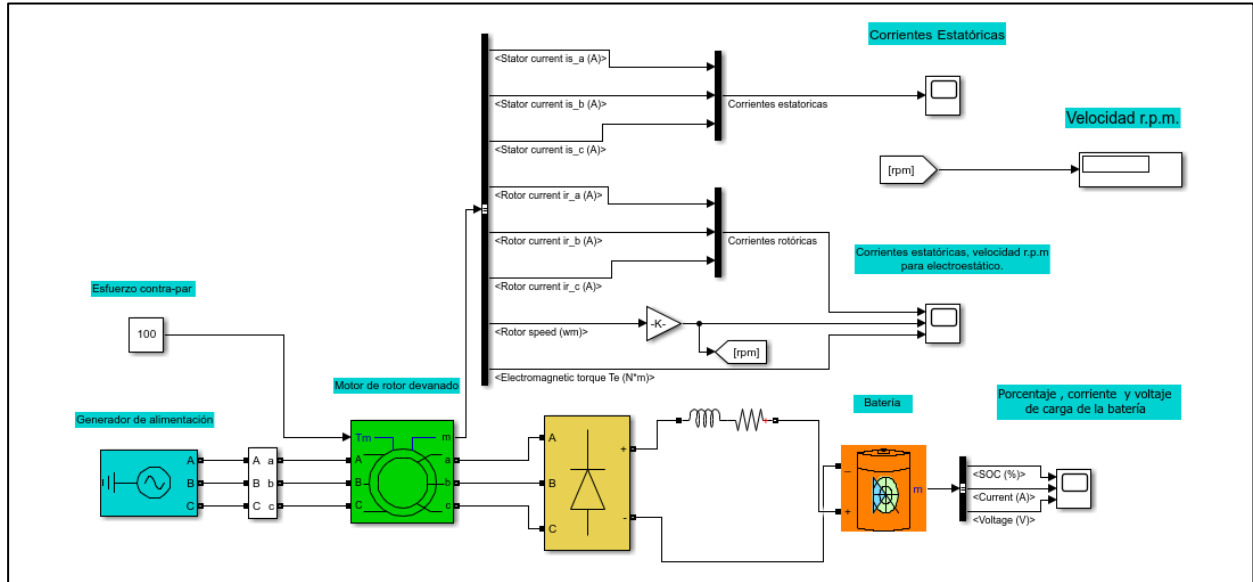 Corrientes Estatóricas
<Stator current is_a (A)>
<Stator current is_b (A)>
Corrientes estatoricas
<Stator current is_c (A)>
Velocidad r.p.m.
[rpm]
<Rotor current ir_a (A)>
<Rotor current ir_b (A)>
Corrientes rotóricas
<Rotor current ir_c (A)>
Corrientes estatóricas, velocidad r.p.m
para electroestático.
Esfuerzo contra-par
100
<Rotor speed (wm)>
-K-
[rpm]
<Electromagnetic torque Te (N*m)>
Motor de rotor devanado
Generador de alimentación
Batería
Porcentaje , corriente y voltaje
de carga de la batería
A
B
C
A a
B b
C c
Tm m
A a
B b
C c
A
B
C
+
-
–
+
m
<SOC (%)>
<Current (A)>
<Voltage (V)>